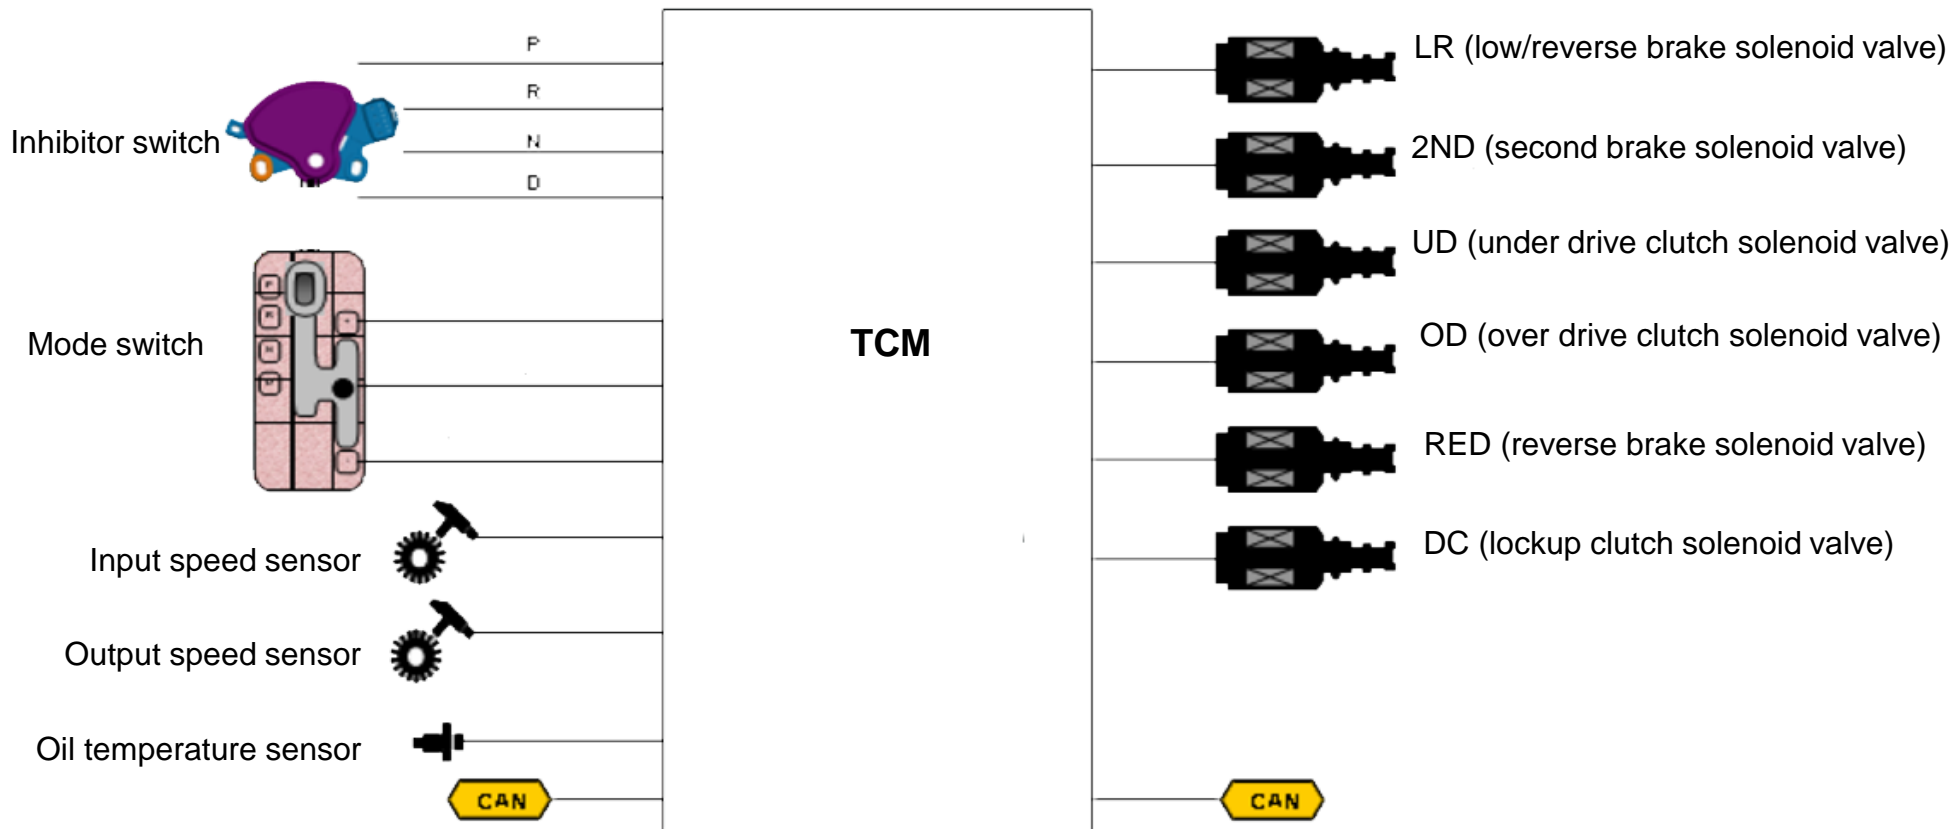 P
R
N
D
Inhibitor switch
Mode switch
Input speed sensor
Output speed sensor
Oil temperature sensor
CAN
TCM
LR (low/reverse brake solenoid valve)
2ND (second brake solenoid valve)
UD (under drive clutch solenoid valve)
OD (over drive clutch solenoid valve)
RED (reverse brake solenoid valve)
DC (lockup clutch solenoid valve)
CAN